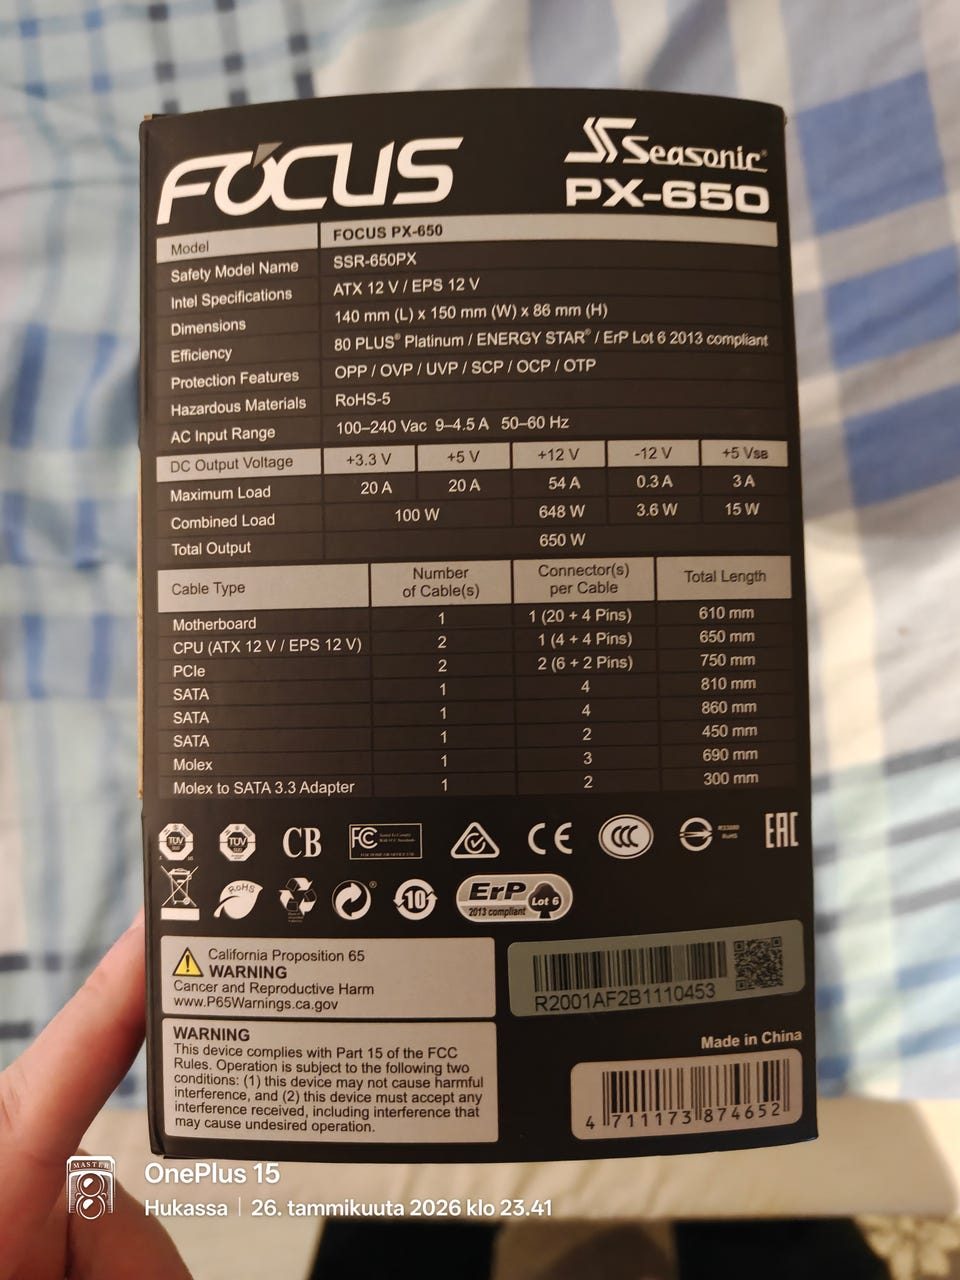 FOCUS
Seasonic®
PX-650
Model FOCUS PX-650
Safety Model Name SSR-650PX
Intel Specifications ATX 12 V / EPS 12 V
Dimensions 140 mm (L) x 150 mm (W) x 86 mm (H)
Efficiency 80 PLUS® Platinum / ENERGY STAR® / ErP Lot 6 2013 compliant
Protection Features OPP / OVP / UVP / SCP / OCP / OTP
Hazardous Materials RoHS-5
AC Input Range 100–240 Vac 9–4.5 A 50–60 Hz
DC Output Voltage +3.3 V +5 V +12 V -12 V +5 VSB
Maximum Load 20 A 20 A 54 A 0.3 A 3 A
Combined Load 100 W 648 W 3.6 W 15 W
Total Output 650 W
Cable Type Number of Cable(s) Connector(s) per Cable Total Length
Motherboard 1 1 (20 + 4 Pins) 610 mm
CPU (ATX 12 V / EPS 12 V) 2 1 (4 + 4 Pins) 650 mm
PCIe 2 2 (6 + 2 Pins) 750 mm
SATA 1 4 810 mm
SATA 1 4 860 mm
SATA 1 2 450 mm
Molex 1 3 690 mm
Molex to SATA 3.3 Adapter 1 2 300 mm
TÜV TÜV CB FC CE CCC EAC
RoHS 10 ErP Lot 6
2013 compliant
California Proposition 65
WARNING
Cancer and Reproductive Harm
www.P65Warnings.ca.gov
R2001AF2B1110453
WARNING
This device complies with Part 15 of the FCC
Rules. Operation is subject to the following two
conditions: (1) this device may not cause harmful
interference, and (2) this device must accept any
interference received, including interference that
may cause undesired operation.
Made in China
4 711173 874652
MASTER
OnePlus 15
Hukassa | 26. tammikuuta 2026 klo 23.41